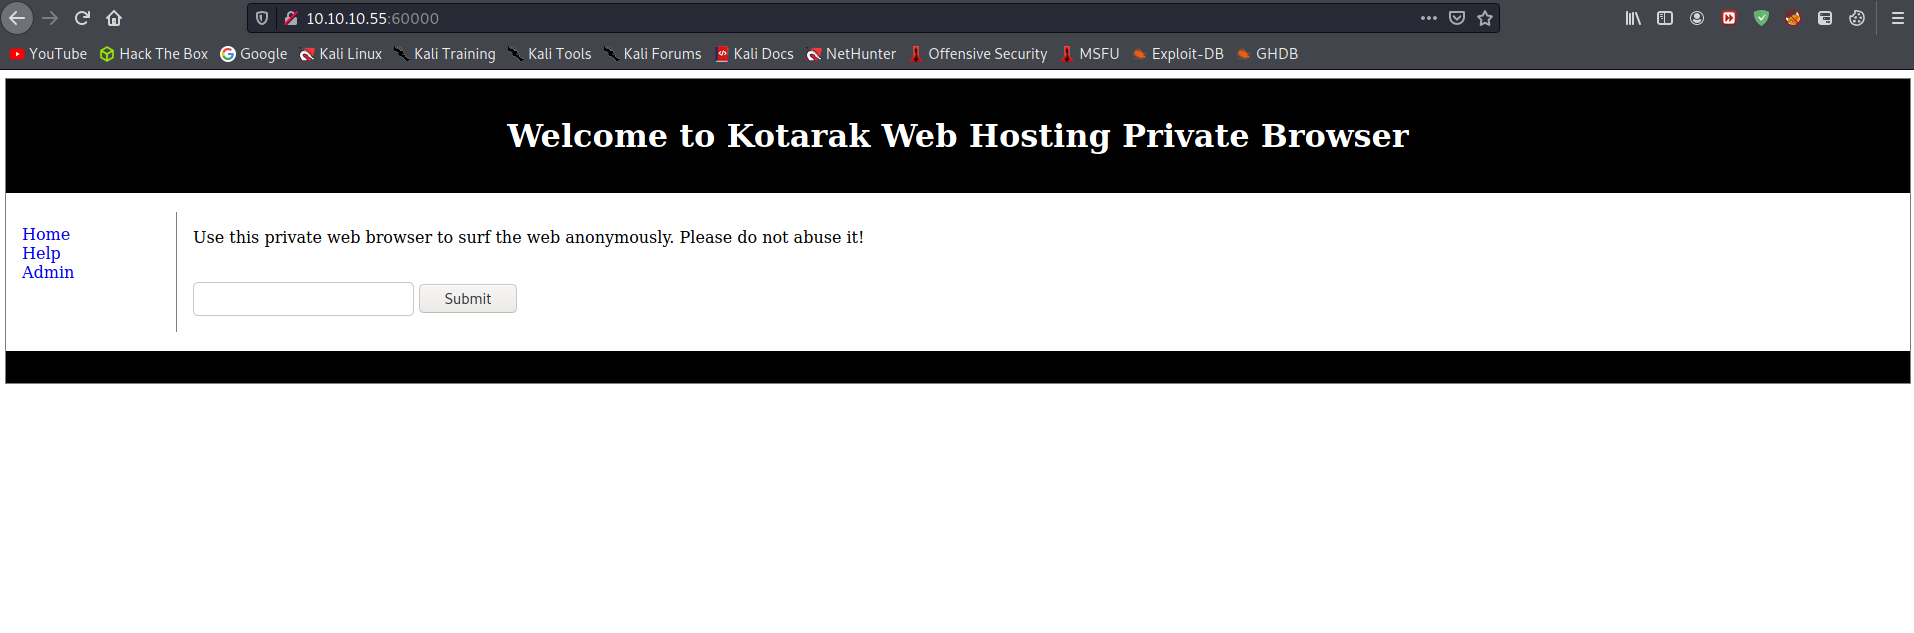 10.10.10.55:60000
YouTube Hack The Box Google Kali Linux Kali Training Kali Tools Kali Forums Kali Docs NetHunter Offensive Security MSFU Exploit-DB GHDB
Welcome to Kotarak Web Hosting Private Browser
Home
Help
Admin
Use this private web browser to surf the web anonymously. Please do not abuse it!
Submit